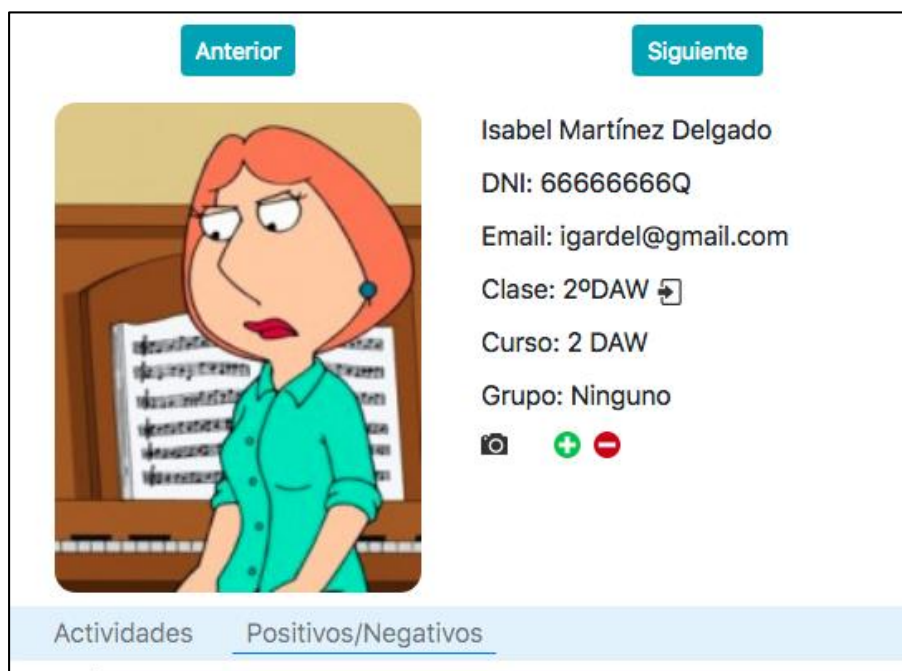 Anterior
Siguiente
Isabel Martínez Delgado
DNI: 66666666Q
Email: igardel@gmail.com
Clase: 2ºDAW
Curso: 2 DAW
Grupo: Ninguno
Actividades
Positivos/Negativos